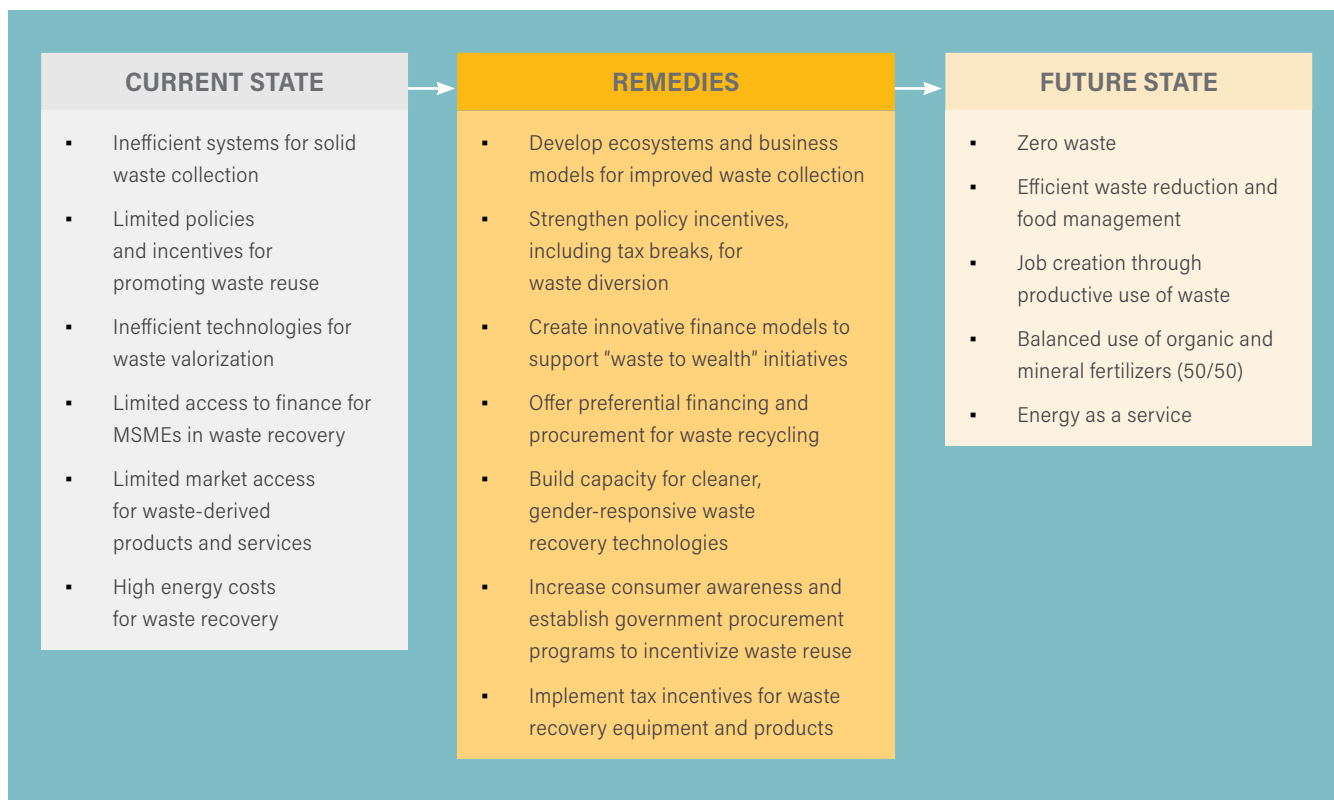 CURRENT STATE
▪ Inefficient systems for solid
waste collection
▪ Limited policies
and incentives for
promoting waste reuse
▪ Inefficient technologies for
waste valorization
▪ Limited access to finance for
MSMEs in waste recovery
▪ Limited market access
for waste-derived
products and services
▪ High energy costs
for waste recovery
REMEDIES
▪ Develop ecosystems and business
models for improved waste collection
▪ Strengthen policy incentives,
including tax breaks, for
waste diversion
▪ Create innovative finance models to
support “waste to wealth” initiatives
▪ Offer preferential financing and
procurement for waste recycling
▪ Build capacity for cleaner,
gender-responsive waste
recovery technologies
▪ Increase consumer awareness and
establish government procurement
programs to incentivize waste reuse
▪ Implement tax incentives for waste
recovery equipment and products
FUTURE STATE
▪ Zero waste
▪ Efficient waste reduction and
food management
▪ Job creation through
productive use of waste
▪ Balanced use of organic and
mineral fertilizers (50/50)
▪ Energy as a service